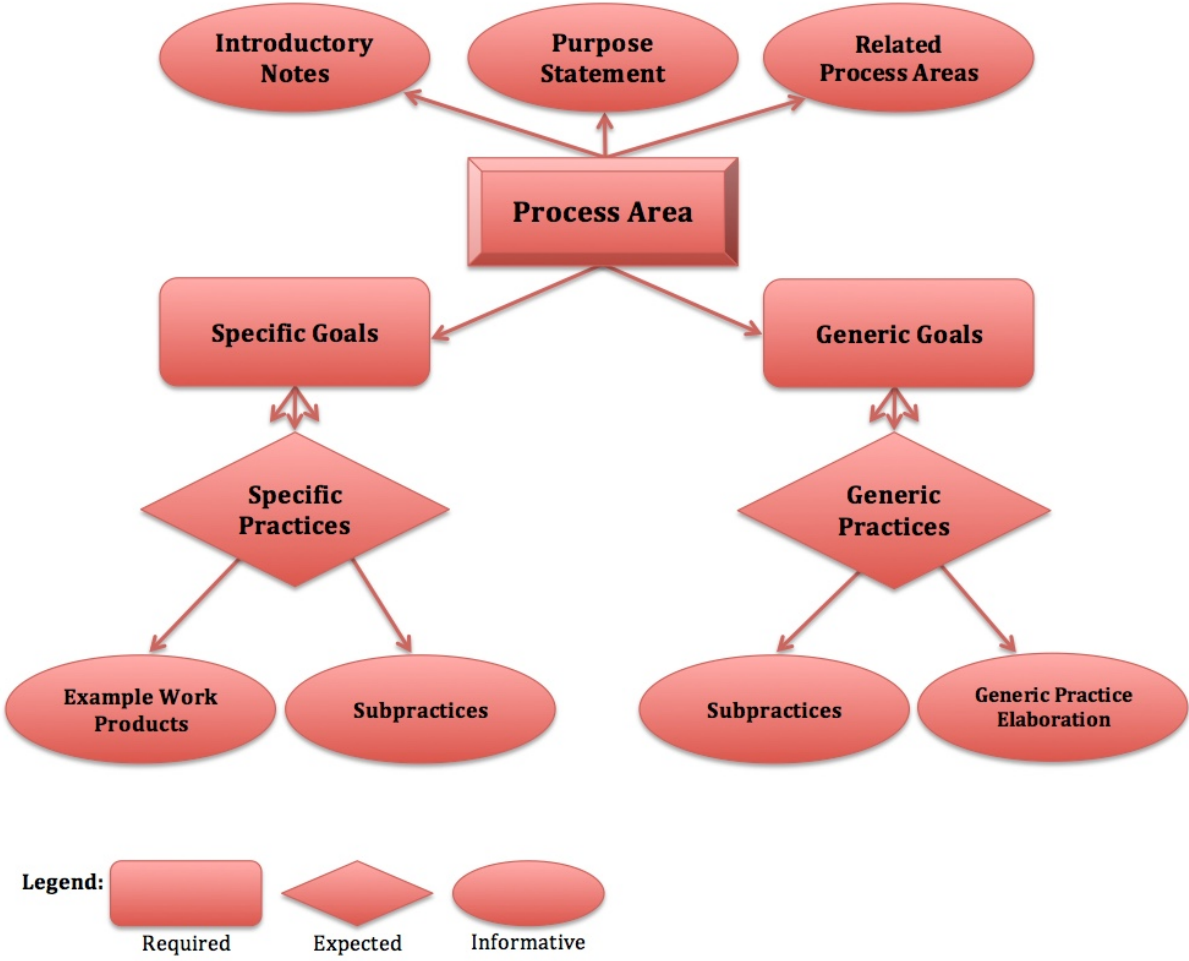 Introductory
Notes
Purpose
Statement
Related
Process Areas
Process Area
Specific Goals
Generic Goals
Specific
Practices
Generic
Practices
Example Work
Products
Subpractices
Subpractices
Generic Practice
Elaboration
Legend:
Required
Expected
Informative